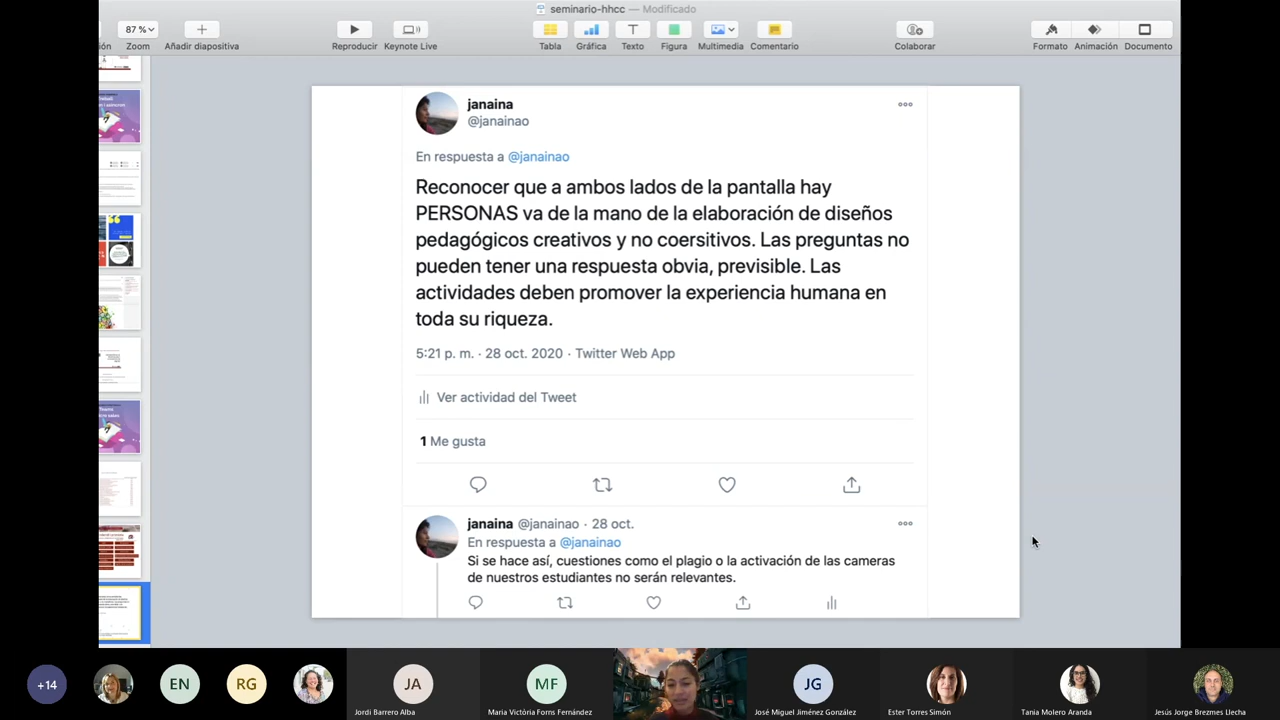 seminario-hhcc — Modificado
87 %
ón
Zoom
Añadir diapositiva
Reproducir
Keynote Live
Tabla
Gráfica
Texto
Figura
Multimedia
Comentario
Colaborar
Formato
Animación
Documento
janaina
@janainao
En respuesta a @janainao
Reconocer que a ambos lados de la pantalla hay
PERSONAS va de la mano de la elaboración de diseños
pedagógicos creativos y no coersitivos. Las preguntas no
pueden tener una respuesta obvia, previsible. Las
actividades deben promover la experiencia humana en
toda su riqueza.
5:21 p. m. · 28 oct. 2020 · Twitter Web App
Ver actividad del Tweet
1 Me gusta
janaina @janainao · 28 oct.
En respuesta a @janainao
Si se hace así, cuestiones como el plagio o la activación de las cameras
de nuestros estudiantes no serán relevantes.
+14
EN
RG
JA
MF
JG
Jordi Barrero Alba
Maria Victòria Forns Fernández
José Miguel Jiménez González
Ester Torres Simón
Tania Molero Aranda
Jesús Jorge Brezmes Llecha